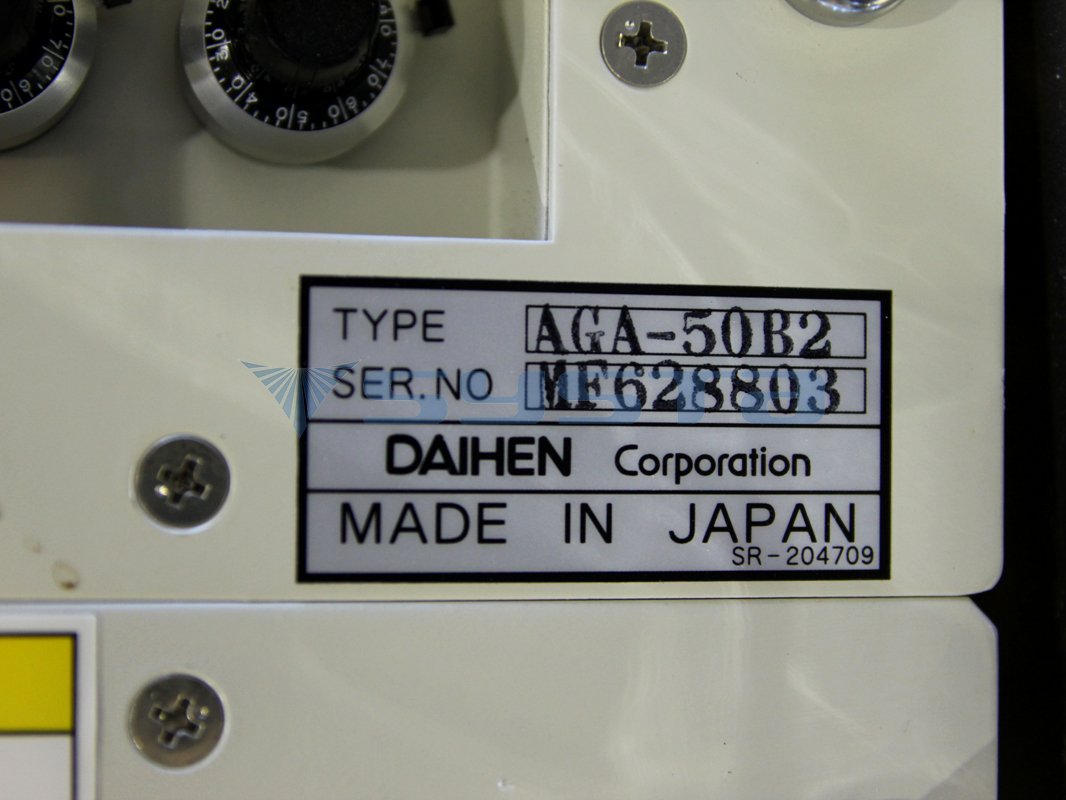 TYPE AGA-50B2
SER.NO MF628803
DAIHEN Corporation
MADE IN JAPAN
SR-204709